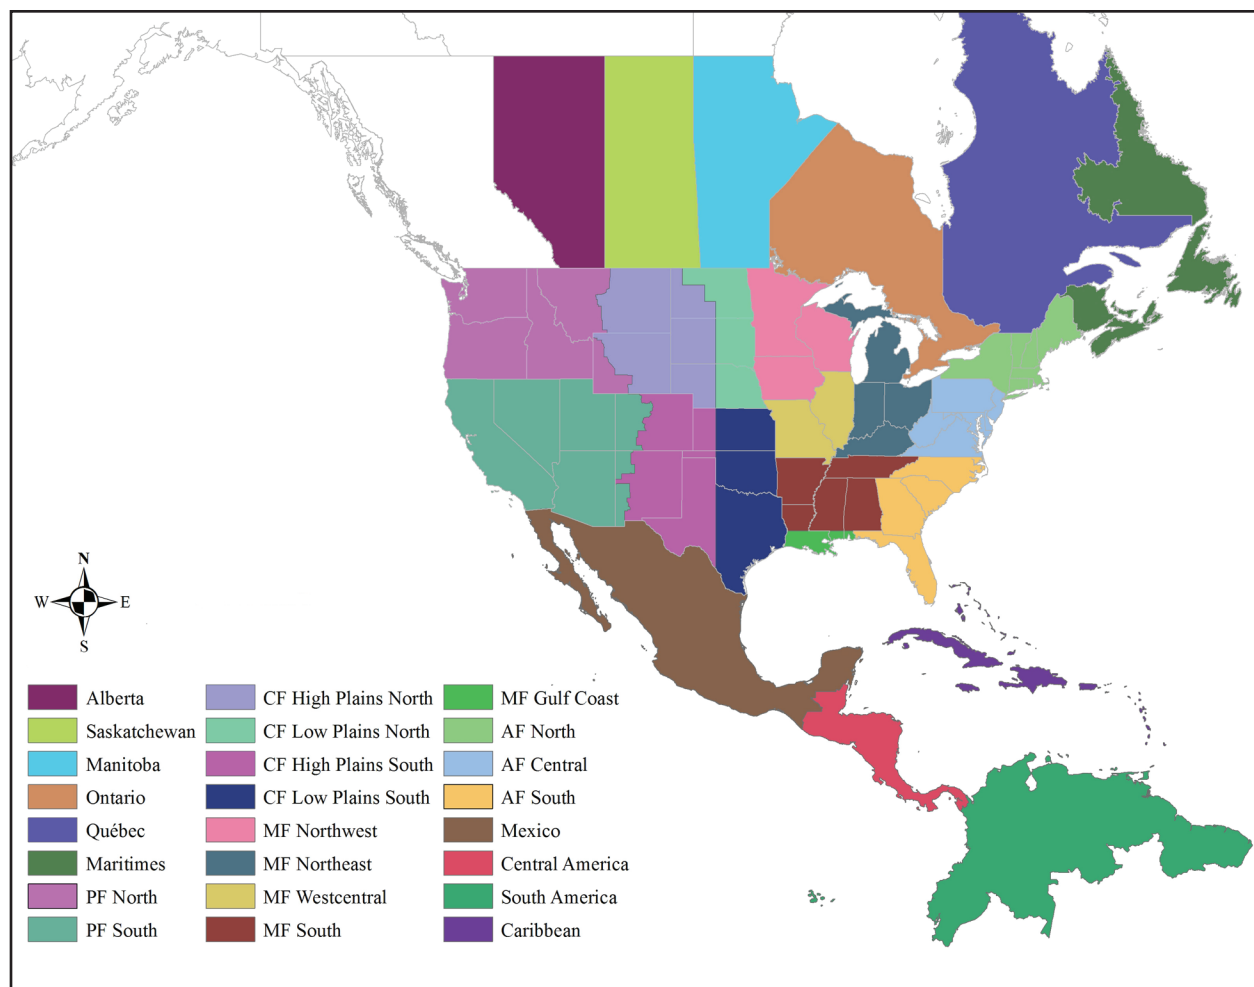 N
W E
S
Alberta
Saskatchewan
Manitoba
Ontario
Québec
Maritimes
PF North
PF South
CF High Plains North
CF Low Plains North
CF High Plains South
CF Low Plains South
MF Northwest
MF Northeast
MF Westcentral
MF South
MF Gulf Coast
AF North
AF Central
AF South
Mexico
Central America
South America
Caribbean